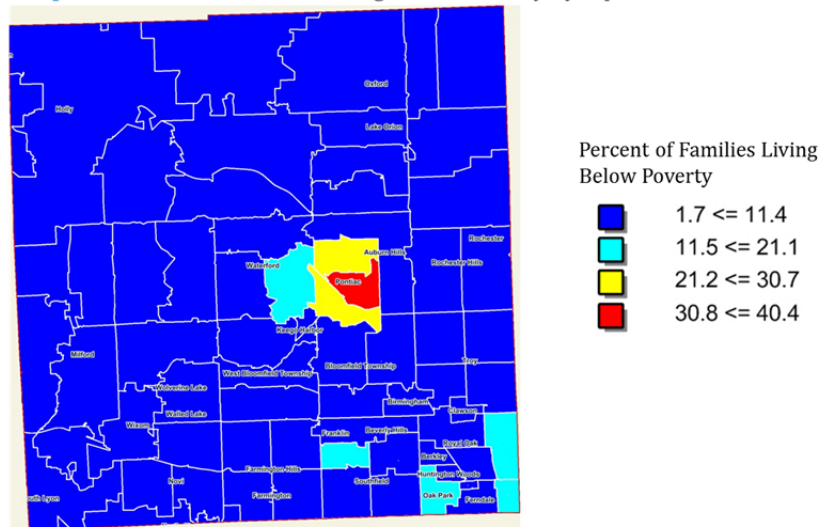 Oxford
Holly
Lake Orion
Rochester
Auburn Hills
Rochester Hills
Waterford
Pontiac
Keego Harbor
Milford
Bloomfield Township
Troy
West Bloomfield Township
Wolverine Lake
Birmingham
Walled Lake
Clawson
Wixom
Franklin
Beverly Hills
Royal Oak
Berkley
Farmington Hills
Huntington Woods
Novi
Southfield
uth Lyon
Farmington
Oak Park
Ferndale
Percent of Families Living
Below Poverty
1.7 <= 11.4
11.5 <= 21.1
21.2 <= 30.7
30.8 <= 40.4